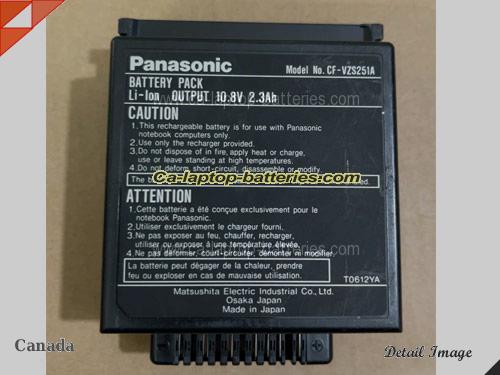 Panasonic
Model No. CF-VZS251A
BATTERY PACK
Li-Ion OUTPUT 10.8V 2.3Ah
CAUTION
1.This rechargeable battery is for use with Panasonic
notebook computers only.
2.Use only the recharger provided.
3.Do not dispose of in fire, apply heat or charge,
use or leave standing at high temperatures.
4.Do not deform, short-circuit, disassemble or modify.
The
Ca-laptop-batteries.com
ATTENTION
1.Cette batterie a été conçue exclusivement pour le
notebook Panasonic.
2.Utiliser exclusivement le chargeur fourni.
3.Ne pas exposer au feu, chauffer, recharger,
utiliser ou exposer à une température élevée.
4.Ne pas déformer, court-circuiter, démonter ni modifier.
La batterie peut dégager de la chaleur, prendre
feu ou exploser en cas de mauvaise utilisation.
T0612YA
Matsushita Electric Industrial Co., Ltd.
Osaka Japan
Made in Japan
Canada
Detail Image